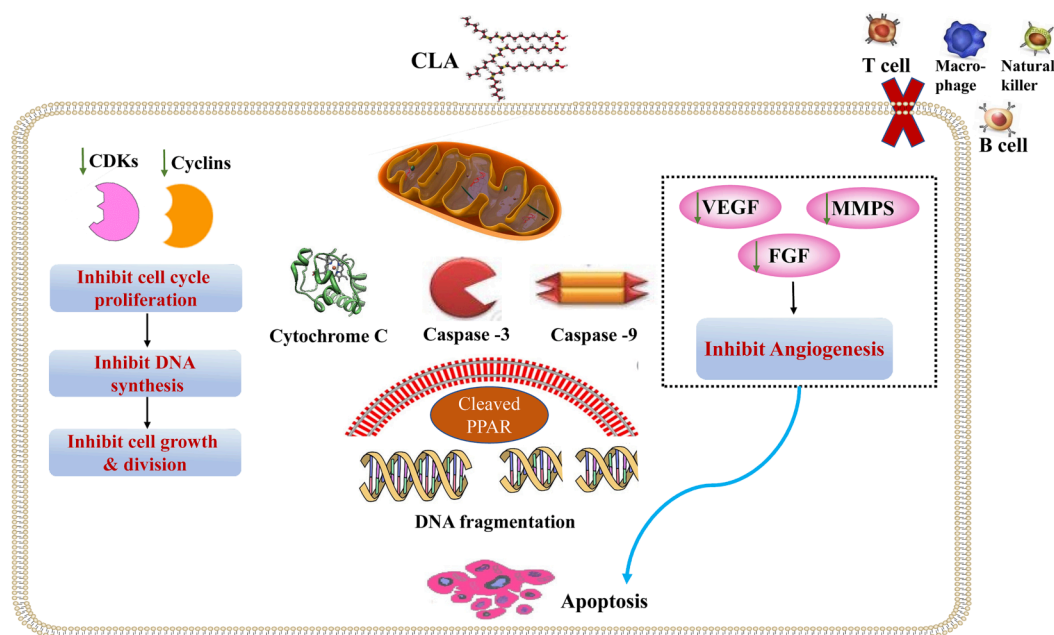 CLA
T cell
Macro-
phage
Natural
killer
B cell
CDKs
Cyclins
Inhibit cell cycle
proliferation
Inhibit DNA
synthesis
Inhibit cell growth
& division
Cytochrome C
Caspase -3
Caspase -9
Cleaved
PPAR
DNA fragmentation
Apoptosis
VEGF
MMPS
FGF
Inhibit Angiogenesis